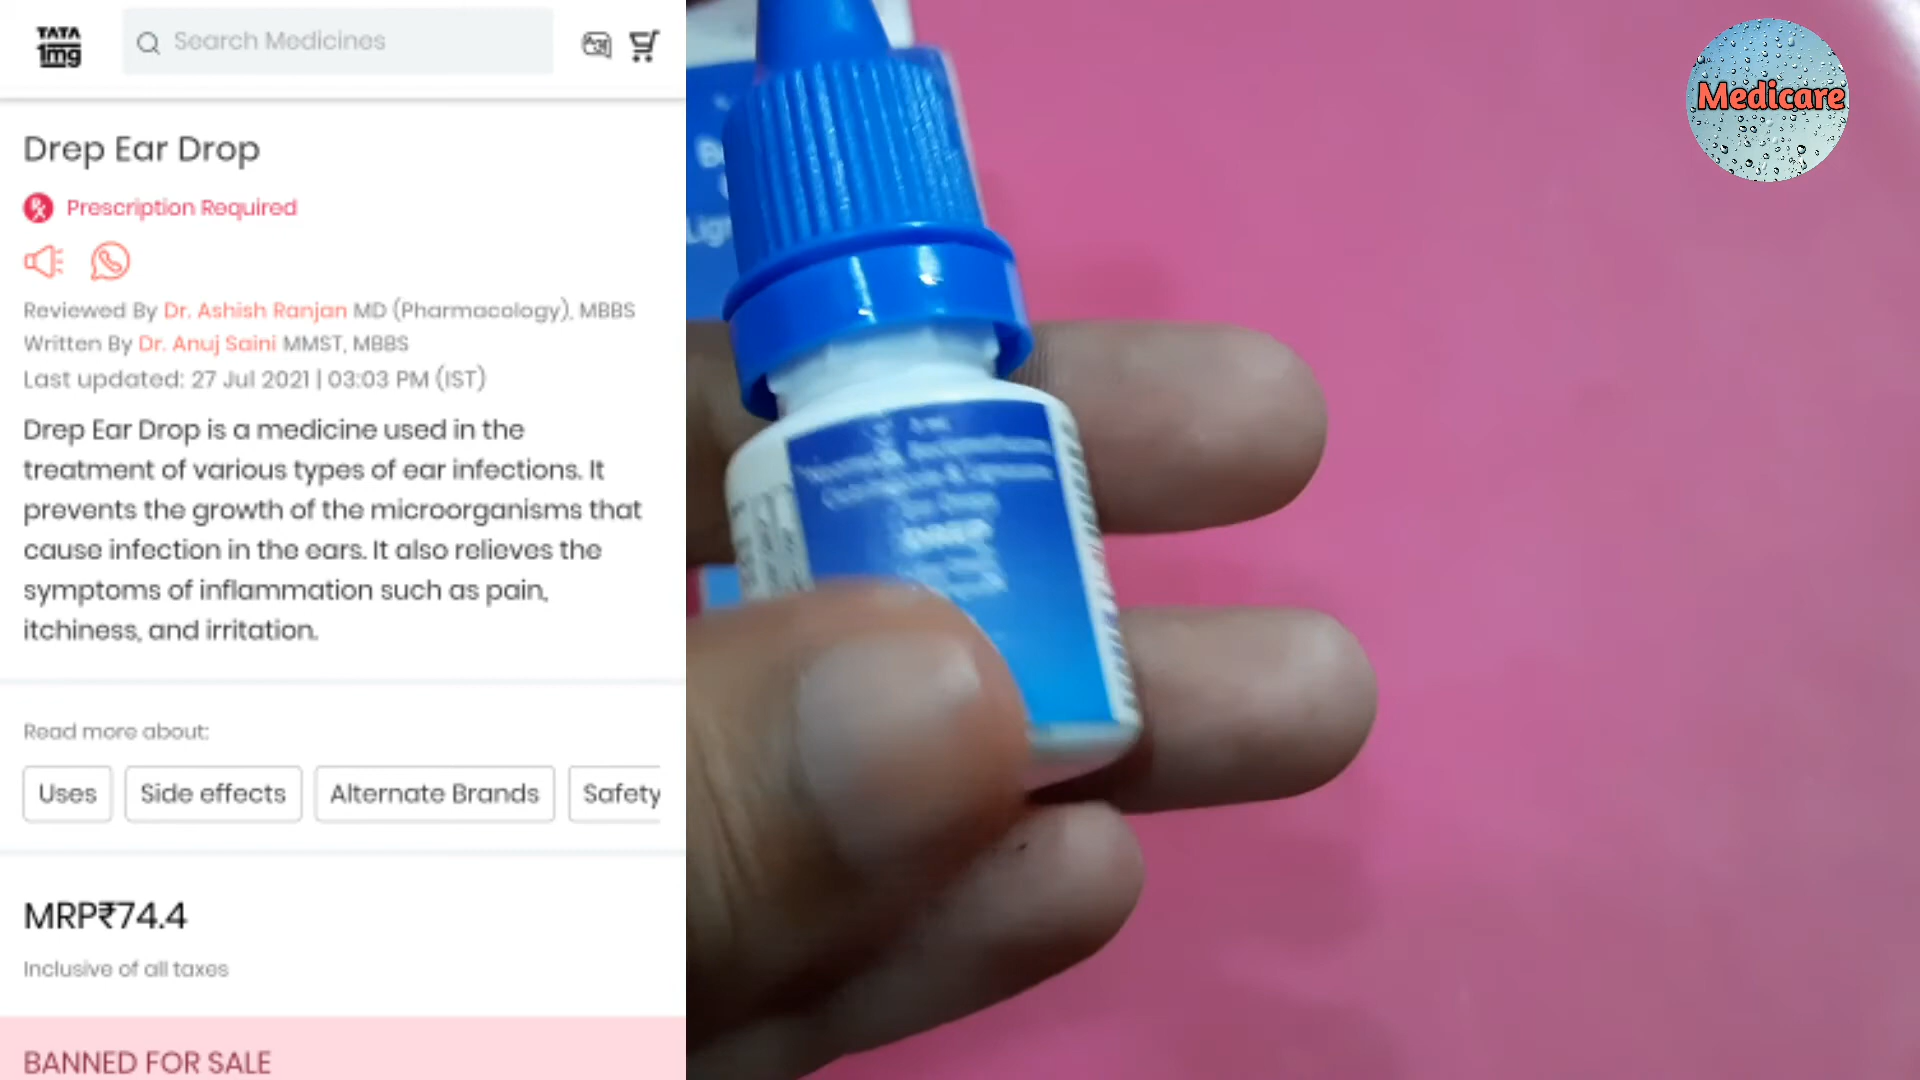 TATA
1mg
Search Medicines
Drep Ear Drop
Rx Prescription Required
Reviewed By Dr. Ashish Ranjan MD (Pharmacology), MBBS
Written By Dr. Anuj Saini MMST, MBBS
Last updated: 27 Jul 2021 | 03:03 PM (IST)
Drep Ear Drop is a medicine used in the
treatment of various types of ear infections. It
prevents the growth of the microorganisms that
cause infection in the ears. It also relieves the
symptoms of inflammation such as pain,
itchiness, and irritation.
Read more about:
Uses
Side effects
Alternate Brands
Safety
MRP₹74.4
Inclusive of all taxes
BANNED FOR SALE
Medicare